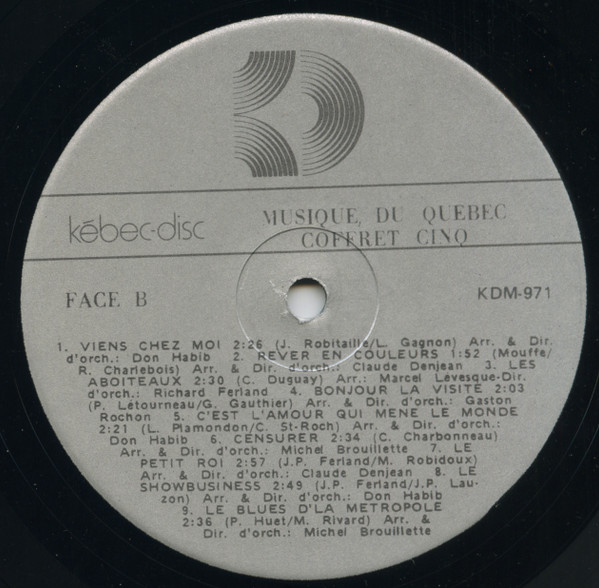 kébec-disc
MUSIQUE, DU QUEBEC
COFFRET CINQ
FACE B
KDM-971
1. VIENS CHEZ MOI 2:26 (J. Robitaille/L. Gagnon) Arr. & Dir.
d'orch.: Don Habib 2. REVER EN COULEURS 1:52 (Mouffe/
R. Charlebois) Arr. & Dir. d'orch.: Claude Denjean 3. LES
ABOITEAUX 2:30 (C. Duguay) Arr.: Marcel Lévesque-Dir.
d'orch.: Richard Ferland 4. BONJOUR LA VISITE 2:03
(P. Létourneau/G. Gauthier) Arr. & Dir. d'orch.: Gaston
Rochon 5. C'EST L'AMOUR QUI MENE LE MONDE
2:21 (L. Plamondon/C. St-Roch) Arr. & Dir. d'orch.:
Don Habib 6. CENSURER 2:34 (C. Charbonneau)
Arr. & Dir. d'orch.: Michel Brouillette 7. LE
PETIT ROI 2:57 (J.P. Ferland/M. Robidoux)
Arr. & Dir. d'orch.: Claude Denjean 8. LE
SHOWBUSINESS 2:49 (J.P. Ferland/J.P. Lau-
zon) Arr. & Dir. d'orch.: Don Habib
9. LE BLUES D'LA METROPOLE
2:36 (P. Huet/M. Rivard) Arr. &
Dir. d'orch.: Michel Brouillette